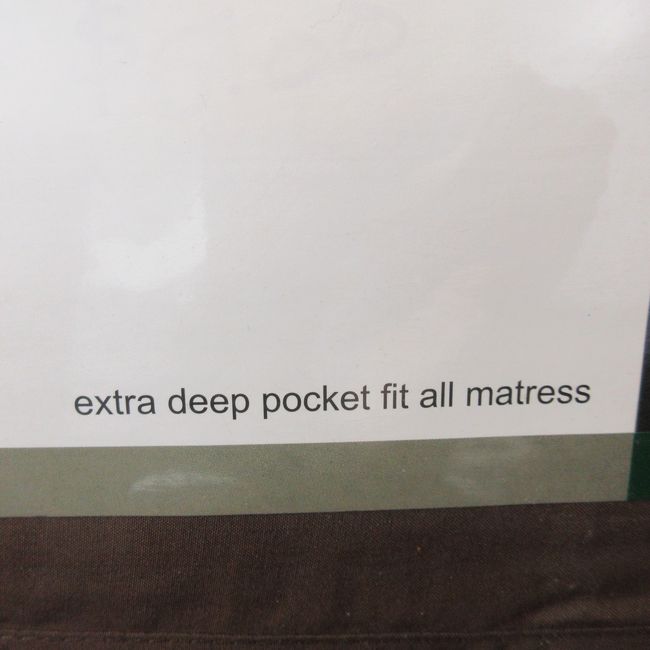 extra deep pocket fit all matress